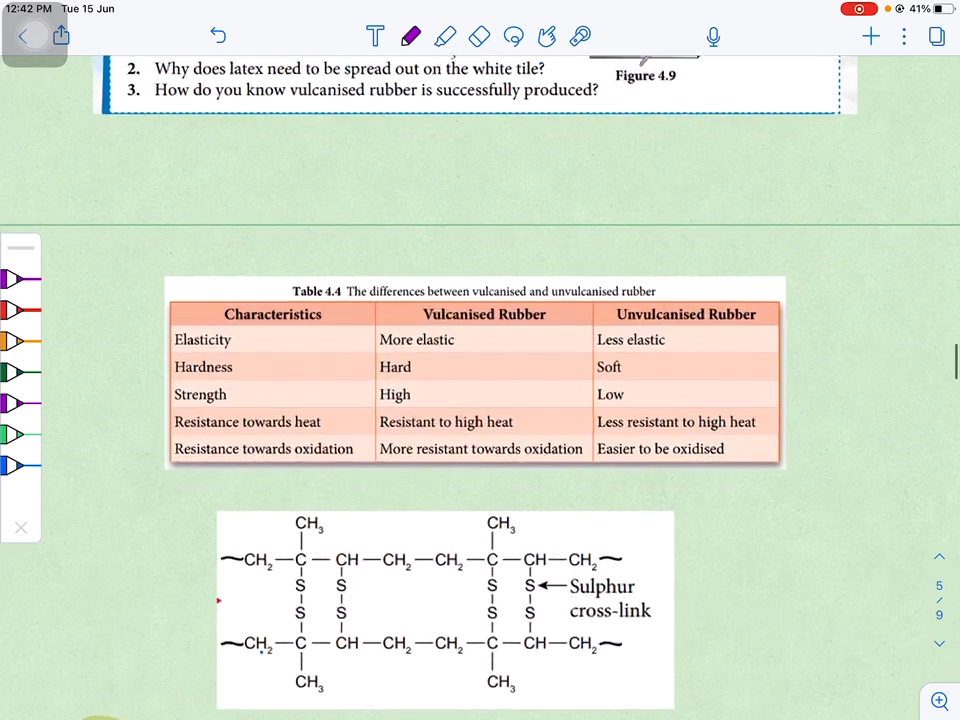 12:42 PM Tue 15 Jun 41%
2. Why does latex need to be spread out on the white tile?
Figure 4.9
3. How do you know vulcanised rubber is successfully produced?
Table 4.4 The differences between vulcanised and unvulcanised rubber
Characteristics Vulcanised Rubber Unvulcanised Rubber
Elasticity More elastic Less elastic
Hardness Hard Soft
Strength High Low
Resistance towards heat Resistant to high heat Less resistant to high heat
Resistance towards oxidation More resistant towards oxidation Easier to be oxidised
CH₃ CH₃
~CH₂—C—CH—CH₂—CH₂—C—CH—CH₂~
S S S S Sulphur
S S S S cross-link
~CH₂—C—CH—CH₂—CH₂—C—CH—CH₂~
CH₃ CH₃
5
/
9